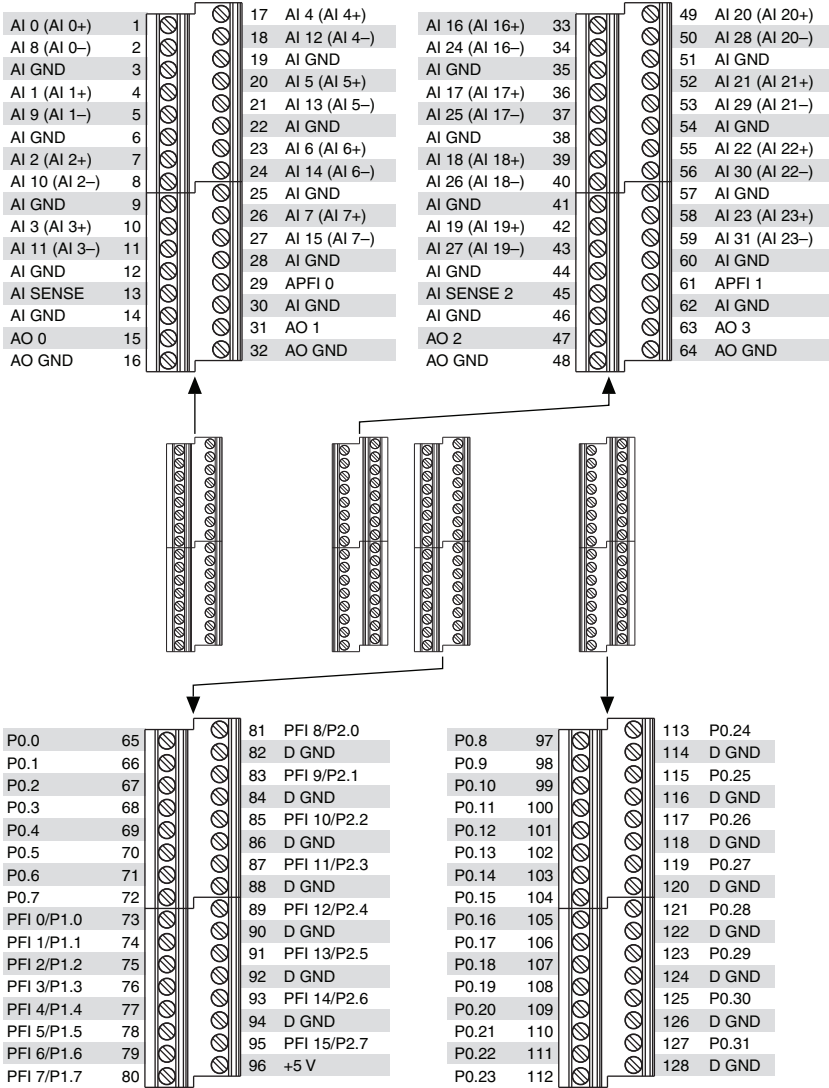 AI 0 (AI 0+) 1
AI 8 (AI 0–) 2
AI GND 3
AI 1 (AI 1+) 4
AI 9 (AI 1–) 5
AI GND 6
AI 2 (AI 2+) 7
AI 10 (AI 2–) 8
AI GND 9
AI 3 (AI 3+) 10
AI 11 (AI 3–) 11
AI GND 12
AI SENSE 13
AI GND 14
AO 0 15
AO GND 16
17 AI 4 (AI 4+)
18 AI 12 (AI 4–)
19 AI GND
20 AI 5 (AI 5+)
21 AI 13 (AI 5–)
22 AI GND
23 AI 6 (AI 6+)
24 AI 14 (AI 6–)
25 AI GND
26 AI 7 (AI 7+)
27 AI 15 (AI 7–)
28 AI GND
29 APFI 0
30 AI GND
31 AO 1
32 AO GND
AI 16 (AI 16+) 33
AI 24 (AI 16–) 34
AI GND 35
AI 17 (AI 17+) 36
AI 25 (AI 17–) 37
AI GND 38
AI 18 (AI 18+) 39
AI 26 (AI 18–) 40
AI GND 41
AI 19 (AI 19+) 42
AI 27 (AI 19–) 43
AI GND 44
AI SENSE 2 45
AI GND 46
AO 2 47
AO GND 48
49 AI 20 (AI 20+)
50 AI 28 (AI 20–)
51 AI GND
52 AI 21 (AI 21+)
53 AI 29 (AI 21–)
54 AI GND
55 AI 22 (AI 22+)
56 AI 30 (AI 22–)
57 AI GND
58 AI 23 (AI 23+)
59 AI 31 (AI 23–)
60 AI GND
61 APFI 1
62 AI GND
63 AO 3
64 AO GND
P0.0 65
P0.1 66
P0.2 67
P0.3 68
P0.4 69
P0.5 70
P0.6 71
P0.7 72
PFI 0/P1.0 73
PFI 1/P1.1 74
PFI 2/P1.2 75
PFI 3/P1.3 76
PFI 4/P1.4 77
PFI 5/P1.5 78
PFI 6/P1.6 79
PFI 7/P1.7 80
81 PFI 8/P2.0
82 D GND
83 PFI 9/P2.1
84 D GND
85 PFI 10/P2.2
86 D GND
87 PFI 11/P2.3
88 D GND
89 PFI 12/P2.4
90 D GND
91 PFI 13/P2.5
92 D GND
93 PFI 14/P2.6
94 D GND
95 PFI 15/P2.7
96 +5 V
P0.8 97
P0.9 98
P0.10 99
P0.11 100
P0.12 101
P0.13 102
P0.14 103
P0.15 104
P0.16 105
P0.17 106
P0.18 107
P0.19 108
P0.20 109
P0.21 110
P0.22 111
P0.23 112
113 P0.24
114 D GND
115 P0.25
116 D GND
117 P0.26
118 D GND
119 P0.27
120 D GND
121 P0.28
122 D GND
123 P0.29
124 D GND
125 P0.30
126 D GND
127 P0.31
128 D GND